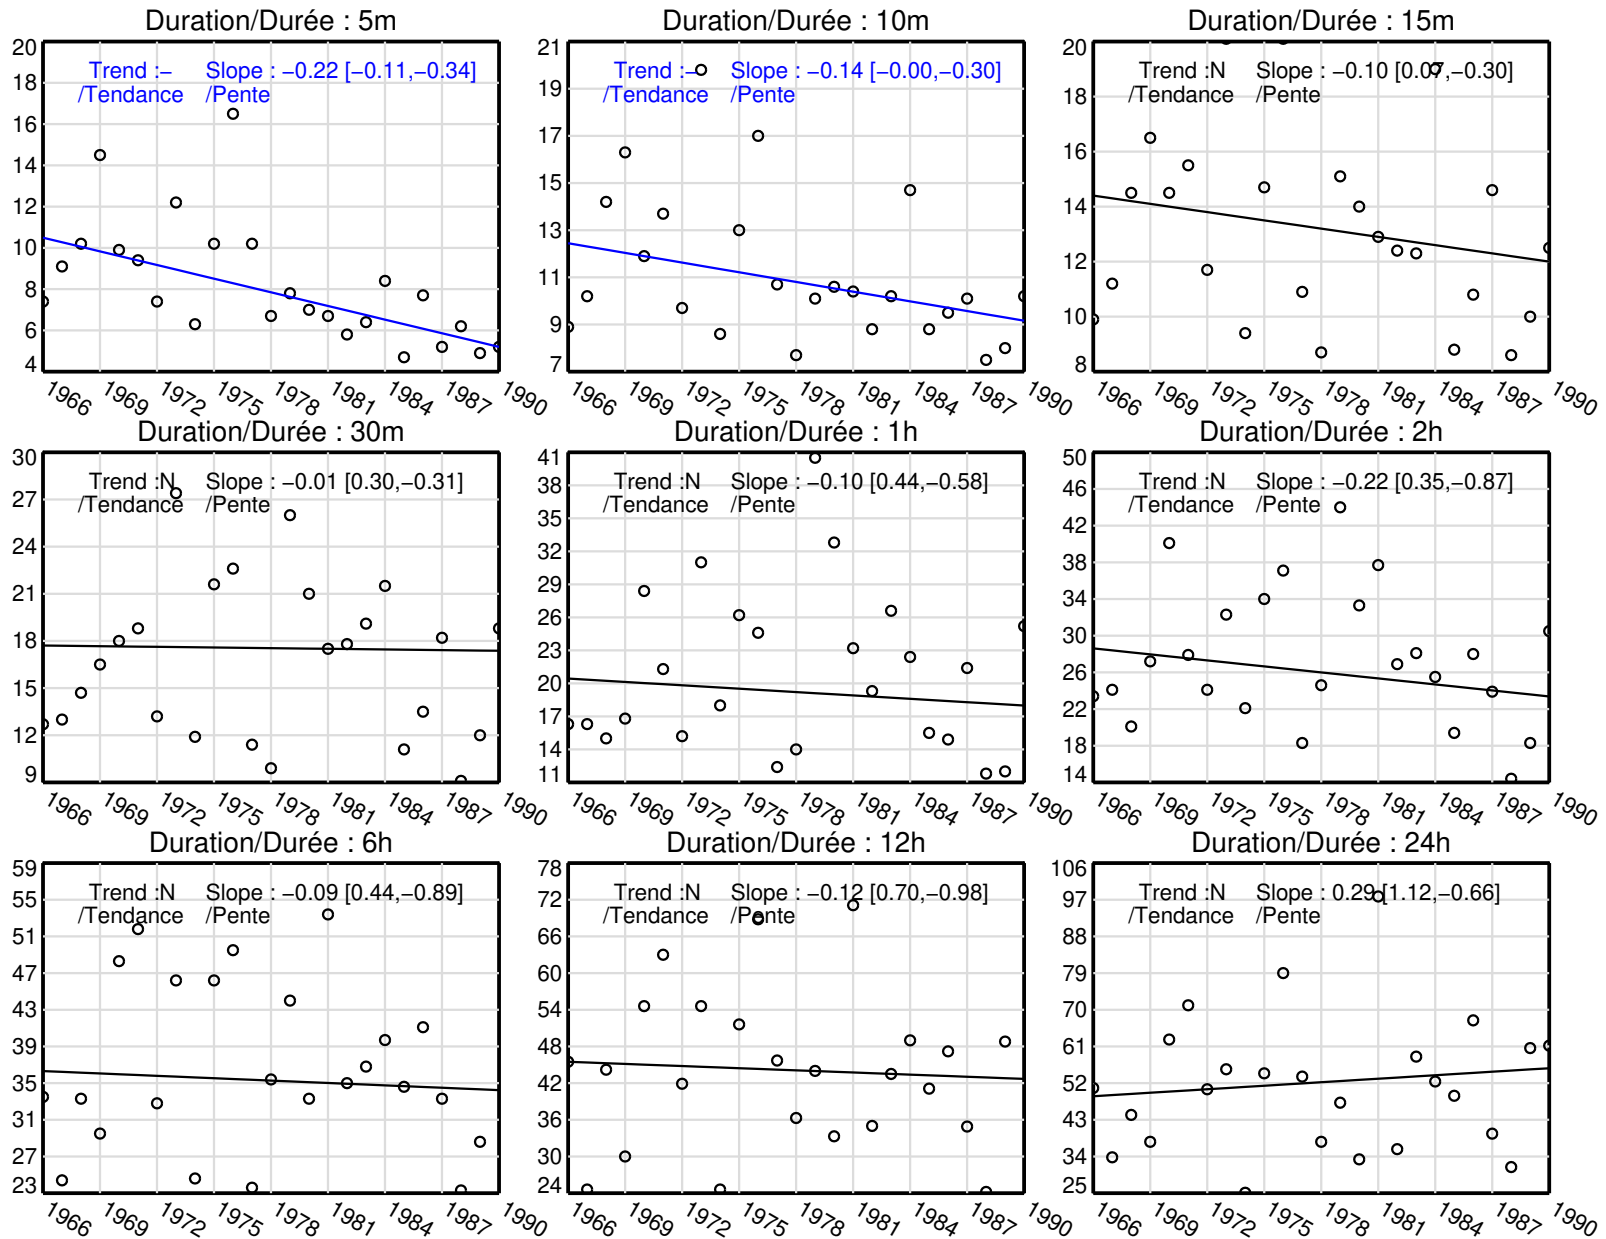 Duration/Durée : 5m
20
18
16
14
12
10
8
6
4
Trend :– Slope : −0.22 [−0.11,−0.34]
/Tendance /Pente
1966 1969 1972 1975 1978 1981 1984 1987 1990
Duration/Durée : 10m
21
19
17
15
13
11
9
7
Trend :– Slope : −0.14 [−0.00,−0.30]
/Tendance /Pente
1966 1969 1972 1975 1978 1981 1984 1987 1990
Duration/Durée : 15m
20
18
16
14
12
10
8
Trend :N Slope : −0.10 [0.07,−0.30]
/Tendance /Pente
1966 1969 1972 1975 1978 1981 1984 1987 1990
Duration/Durée : 30m
30
27
24
21
18
15
12
9
Trend :N Slope : −0.01 [0.30,−0.31]
/Tendance /Pente
1966 1969 1972 1975 1978 1981 1984 1987 1990
Duration/Durée : 1h
41
38
35
32
29
26
23
20
17
14
11
Trend :N Slope : −0.10 [0.44,−0.58]
/Tendance /Pente
1966 1969 1972 1975 1978 1981 1984 1987 1990
Duration/Durée : 2h
50
46
42
38
34
30
26
22
18
14
Trend :N Slope : −0.22 [0.35,−0.87]
/Tendance /Pente
1966 1969 1972 1975 1978 1981 1984 1987 1990
Duration/Durée : 6h
59
55
51
47
43
39
35
31
27
23
Trend :N Slope : −0.09 [0.44,−0.89]
/Tendance /Pente
1966 1969 1972 1975 1978 1981 1984 1987 1990
Duration/Durée : 12h
78
72
66
60
54
48
42
36
30
24
Trend :N Slope : −0.12 [0.70,−0.98]
/Tendance /Pente
1966 1969 1972 1975 1978 1981 1984 1987 1990
Duration/Durée : 24h
106
97
88
79
70
61
52
43
34
25
Trend :N Slope : 0.29 [1.12,−0.66]
/Tendance /Pente
1966 1969 1972 1975 1978 1981 1984 1987 1990